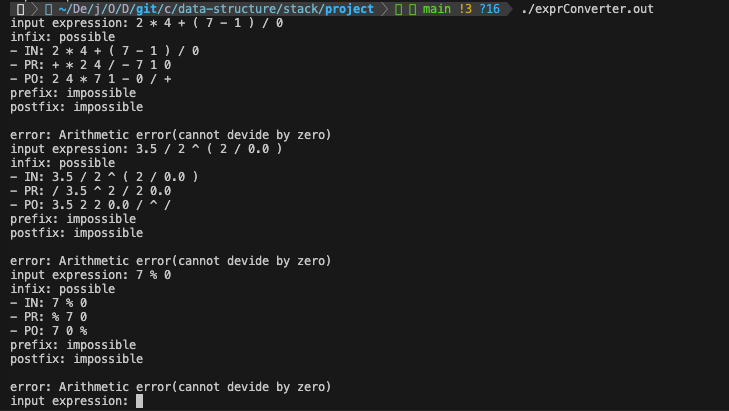 ~/De/j/O/D/git/c/data-structure/stack/project main !3 ?16 ./exprConverter.out
input expression: 2 * 4 + ( 7 - 1 ) / 0
infix: possible
- IN: 2 * 4 + ( 7 - 1 ) / 0
- PR: + * 2 4 / - 7 1 0
- PO: 2 4 * 7 1 - 0 / +
prefix: impossible
postfix: impossible
error: Arithmetic error(cannot devide by zero)
input expression: 3.5 / 2 ^ ( 2 / 0.0 )
infix: possible
- IN: 3.5 / 2 ^ ( 2 / 0.0 )
- PR: / 3.5 ^ 2 / 2 0.0
- PO: 3.5 2 2 0.0 / ^ /
prefix: impossible
postfix: impossible
error: Arithmetic error(cannot devide by zero)
input expression: 7 % 0
infix: possible
- IN: 7 % 0
- PR: % 7 0
- PO: 7 0 %
prefix: impossible
postfix: impossible
error: Arithmetic error(cannot devide by zero)
input expression: